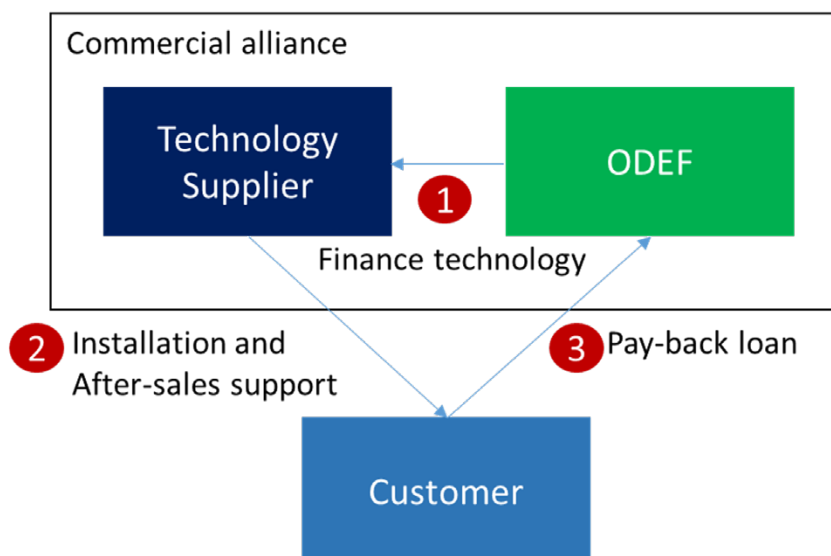 Commercial alliance
Technology
Supplier
ODEF
1
Finance technology
2 Installation and
After-sales support
3 Pay-back loan
Customer